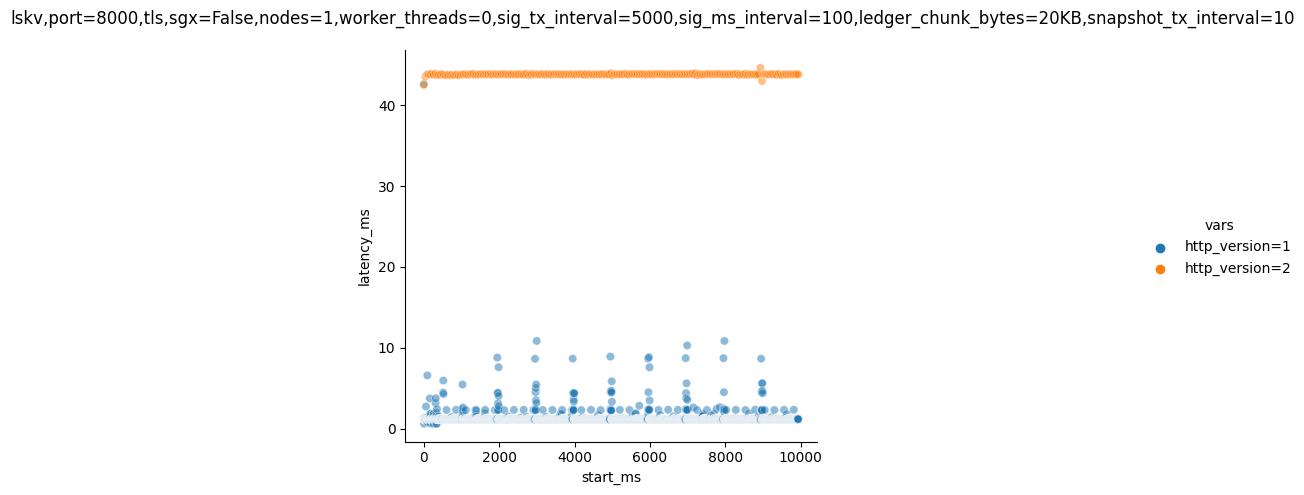 lskv,port=8000,tls,sgx=False,nodes=1,worker_threads=0,sig_tx_interval=5000,sig_ms_interval=100,ledger_chunk_bytes=20KB,snapshot_tx_interval=10
latency_ms
40
30
20
10
0
0 2000 4000 6000 8000 10000
start_ms
vars
http_version=1
http_version=2